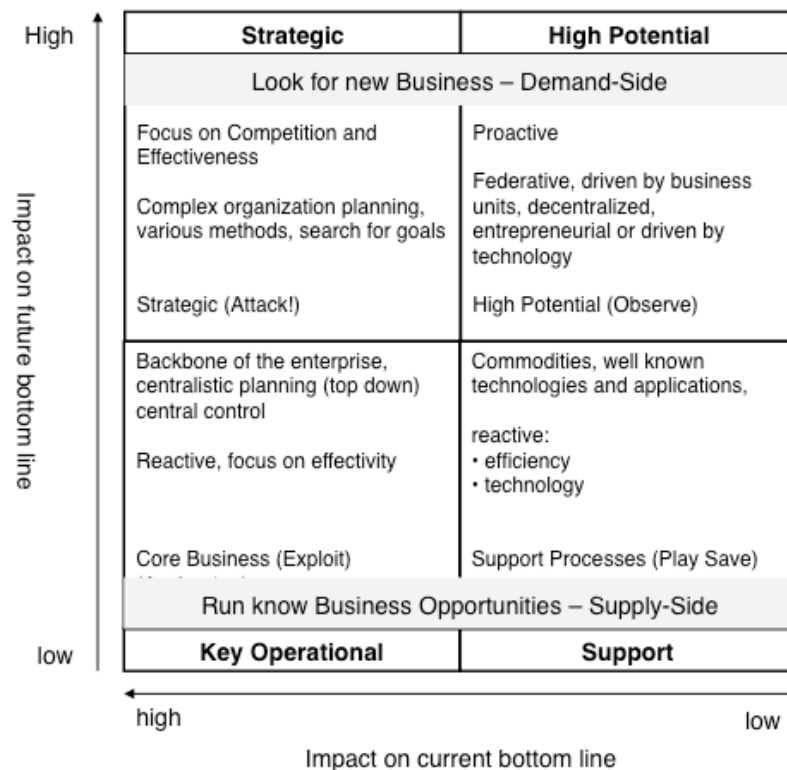 High
Strategic
High Potential
Look for new Business – Demand-Side
Focus on Competition and
Effectiveness
Complex organization planning,
various methods, search for goals
Strategic (Attack!)
Proactive
Federative, driven by business
units, decentralized,
entrepreneurial or driven by
technology
High Potential (Observe)
Impact on future bottom line
Backbone of the enterprise,
centralistic planning (top down)
central control
Reactive, focus on effectivity
Core Business (Exploit)
Commodities, well known
technologies and applications,
reactive:
• efficiency
• technology
Support Processes (Play Save)
Run know Business Opportunities – Supply-Side
low
Key Operational
Support
high
low
Impact on current bottom line